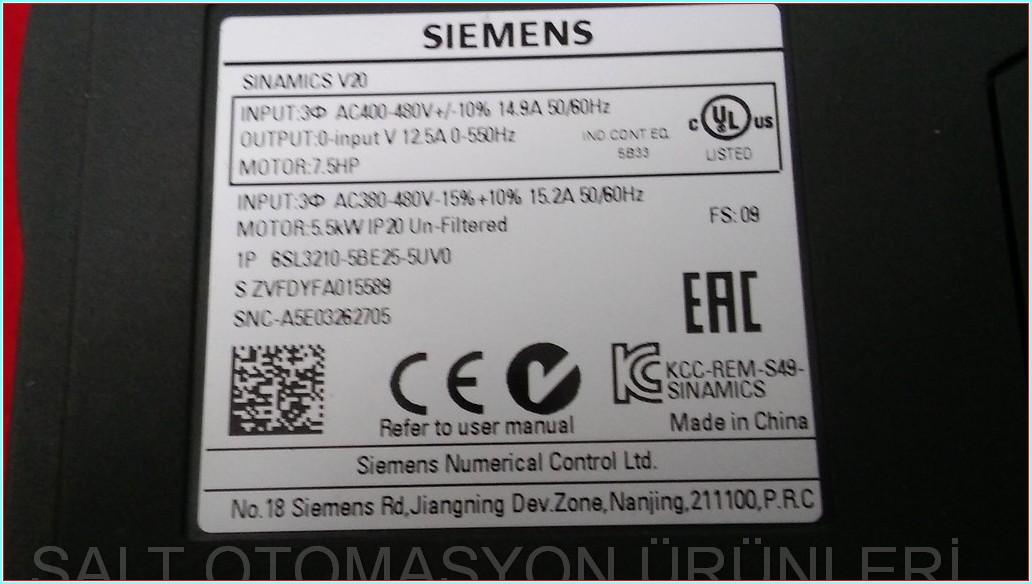 SIEMENS
SINAMICS V20
INPUT:3Φ AC400-480V+/-10% 14.9A 50/60Hz
OUTPUT:0-input V 12.5A 0-550Hz
MOTOR:7.5HP
IND.CONT.EQ.
5B33
C UL US
LISTED
INPUT:3Φ AC380-480V-15%+10% 15.2A 50/60Hz
MOTOR:5.5kW IP20 Un-Filtered
FS:09
1P 6SL3210-5BE25-5UV0
S ZVFDYFA015589
SNC-A5E03262705
EAC
CE
KC
KCC-REM-S49-
SINAMICS
Refer to user manual
Made in China
Siemens Numerical Control Ltd.
No.18 Siemens Rd,Jiangning Dev.Zone,Nanjing,211100,P.R.C
SALT OTOMASYON ÜRÜNLERİ